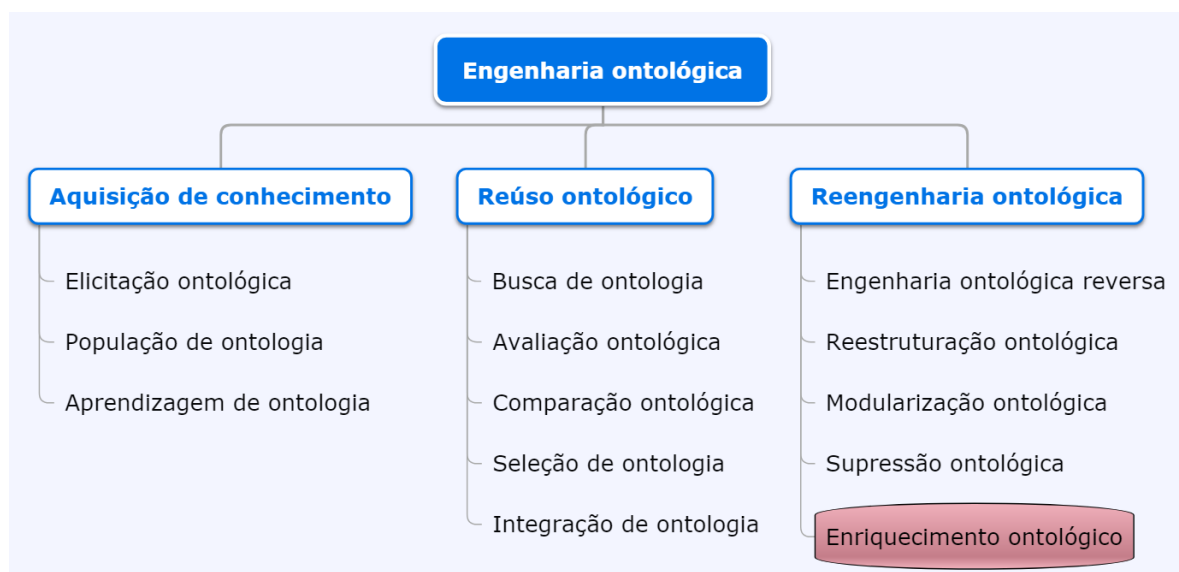 Engenharia ontológica
Aquisição de conhecimento
Elicitação ontológica
População de ontologia
Aprendizagem de ontologia
Reúso ontológico
Busca de ontologia
Avaliação ontológica
Comparação ontológica
Seleção de ontologia
Integração de ontologia
Reengenharia ontológica
Engenharia ontológica reversa
Reestruturação ontológica
Modularização ontológica
Supressão ontológica
Enriquecimento ontológico